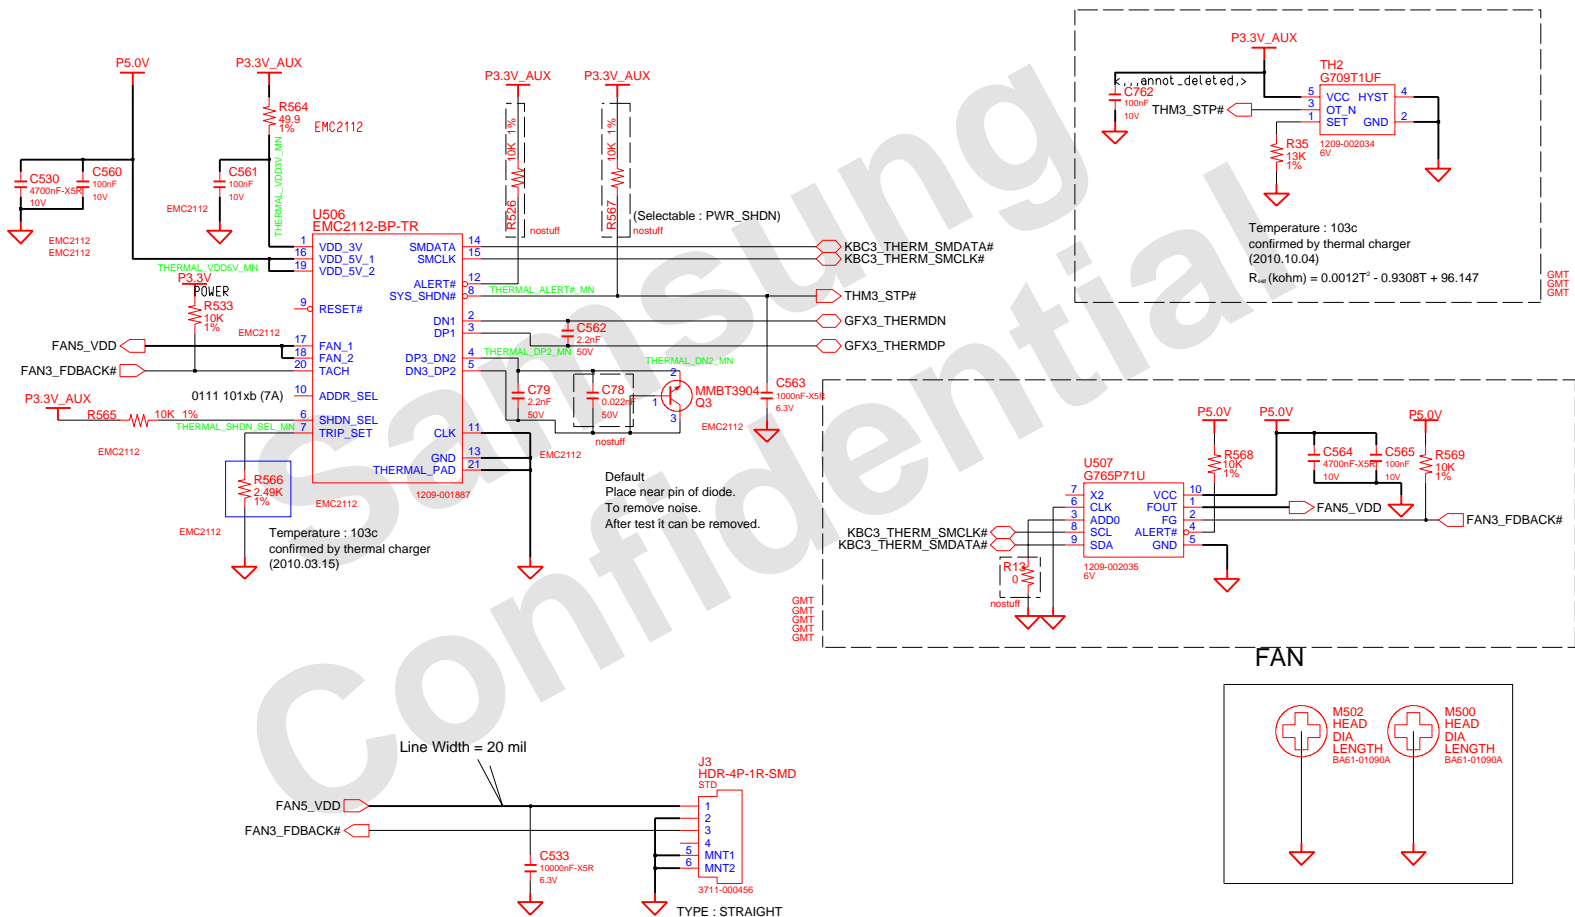 Samsung
Confidential
P5.0V
P3.3V_AUX
R564
49.9
1%
EMC2112
C530
4700nF-X5R
10V
C560
100nF
10V
C561
100nF
10V
EMC2112
EMC2112
EMC2112
THERMAL_VDD3V_MN
THERMAL_VDD5V_MN
P3.3V
POWER
R533
10K
1%
EMC2112
FAN5_VDD
FAN3_FDBACK#
0111 101xb (7A)
P3.3V_AUX
R565
10K 1%
THERMAL_SHDN_SEL_MN
EMC2112
R566
2.49K
1%
EMC2112
EMC2112
Temperature : 103c
confirmed by thermal charger
(2010.03.15)
U506
EMC2112-BP-TR
1 VDD_3V
16 VDD_5V_1
19 VDD_5V_2
9 RESET#
17 FAN_1
18 FAN_2
20 TACH
10 ADDR_SEL
6 SHDN_SEL
7 TRIP_SET
SMDATA 14
SMCLK 15
ALERT# 12
SYS_SHDN# 8
DN1 2
DP1 3
DP3_DN2 4
DN3_DP2 5
CLK 11
GND 13
THERMAL_PAD 21
1209-001887
EMC2112
P3.3V_AUX
R526
10K 1%
nostuff
P3.3V_AUX
R567
10K 1%
nostuff
(Selectable : PWR_SHDN)
KBC3_THERM_SMDATA#
KBC3_THERM_SMCLK#
THERMAL_ALERT#_MN
THM3_STP#
GFX3_THERMDN
GFX3_THERMDP
C562
2.2nF
50V
THERMAL_DP2_MN
THERMAL_DN2_MN
C79
2.2nF
50V
C78
0.022nF
50V
nostuff
2
1
3
MMBT3904
Q3
EMC2112
C563
1000nF-X5R
6.3V
Default
Place near pin of diode.
To remove noise.
After test it can be removed.
P3.3V_AUX
<,,,annot_deleted,>
C762
100nF
10V
THM3_STP#
TH2
G709T1UF
5 VCC HYST 4
3 OT_N
1 SET GND 2
1209-002034
6V
R35
13K
1%
Temperature : 103c
confirmed by thermal charger
(2010.10.04)
Rset (kohm) = 0.0012T² - 0.9308T + 96.147
GMT
GMT
GMT
P5.0V
P5.0V
P5.0V
R568
10K
1%
C564
4700nF-X5R
10V
C565
100nF
10V
R569
10K
1%
U507
G765P71U
7 X2
6 CLK
3 ADD0
8 SCL
9 SDA
VCC 10
FOUT 1
FG 2
ALERT# 4
GND 5
1209-002035
6V
KBC3_THERM_SMCLK#
KBC3_THERM_SMDATA#
FAN5_VDD
FAN3_FDBACK#
R13
0
nostuff
GMT
GMT
GMT
GMT
GMT
FAN
M502
HEAD
DIA
LENGTH
BA61-01090A
M500
HEAD
DIA
LENGTH
BA61-01090A
Line Width = 20 mil
FAN5_VDD
FAN3_FDBACK#
C533
10000nF-X5R
6.3V
J3
HDR-4P-1R-SMD
STD
1
2
3
4
5 MNT1
6 MNT2
3711-000456
TYPE : STRAIGHT